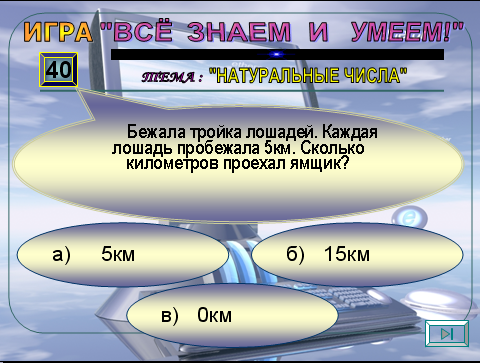 ИГРА "ВСЁ ЗНАЕМ И УМЕЕМ!"
40
ТЕМА : "НАТУРАЛЬНЫЕ ЧИСЛА"
Бежала тройка лошадей. Каждая
лошадь пробежала 5км. Сколько
километров проехал ямщик?
а) 5км
б) 15км
в) 0км